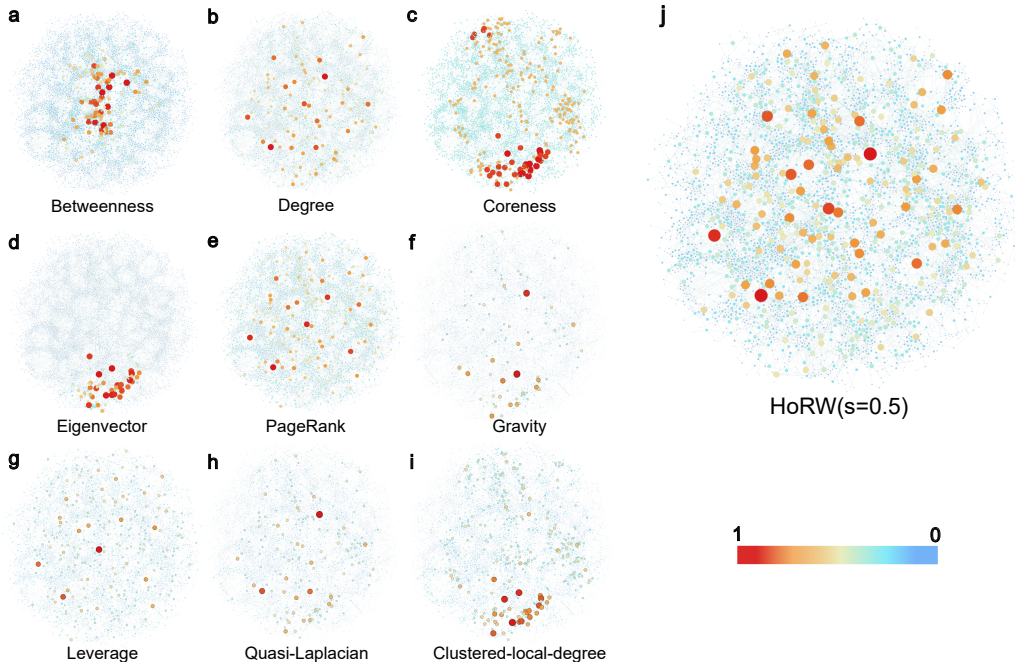 a
b
c
Betweenness
Degree
Coreness
d
e
f
Eigenvector
PageRank
Gravity
g
h
i
Leverage
Quasi-Laplacian
Clustered-local-degree
j
HoRW(s=0.5)
1
0